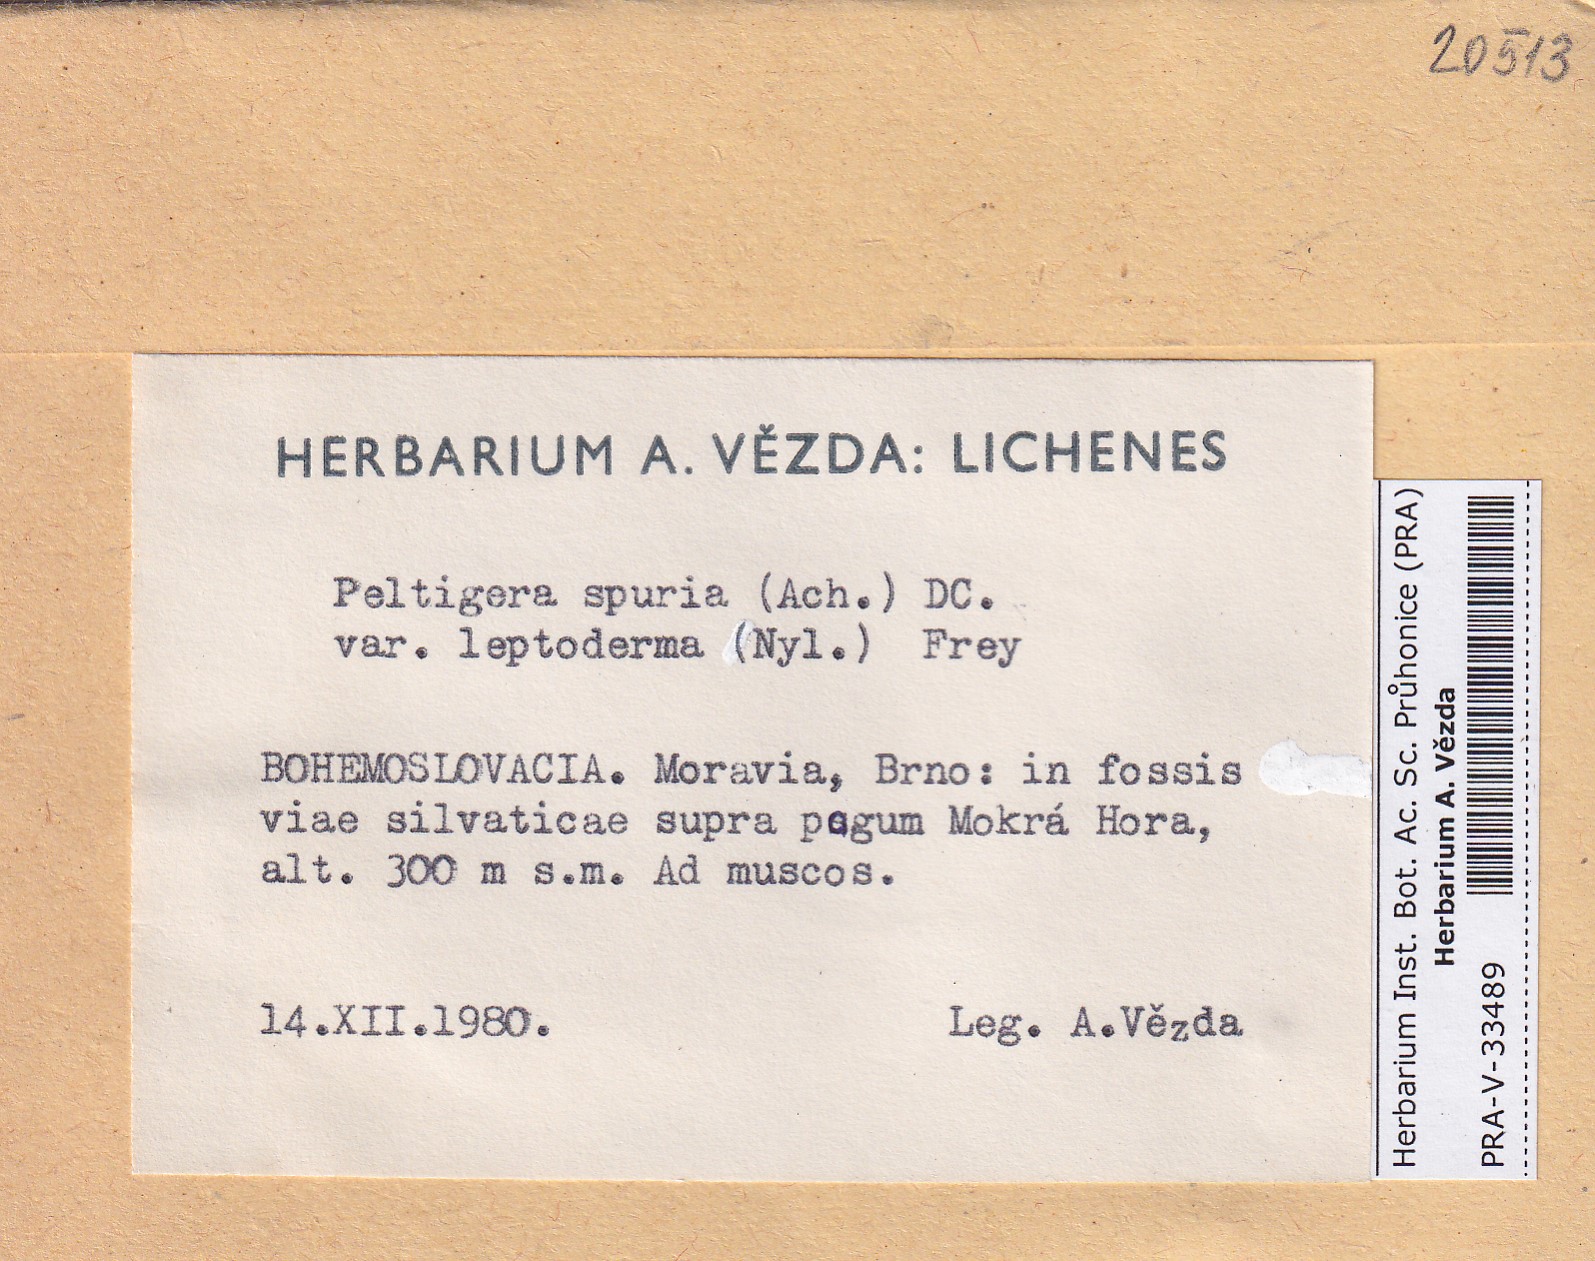 20513
HERBARIUM A. VĚZDA: LICHENES
Peltigera spuria (Ach.) DC.
var. leptoderma (Nyl.) Frey
BOHEMOSLOVACIA. Moravia, Brno: in fossis
viae silvaticae supra pagum Mokrá Hora,
alt. 300 m s.m. Ad muscos.
14.XII.1980. Leg. A.Vězda
Herbarium Inst. Bot. Ac. Sc. Průhonice (PRA)
Herbarium A. Vězda
PRA-V-33489